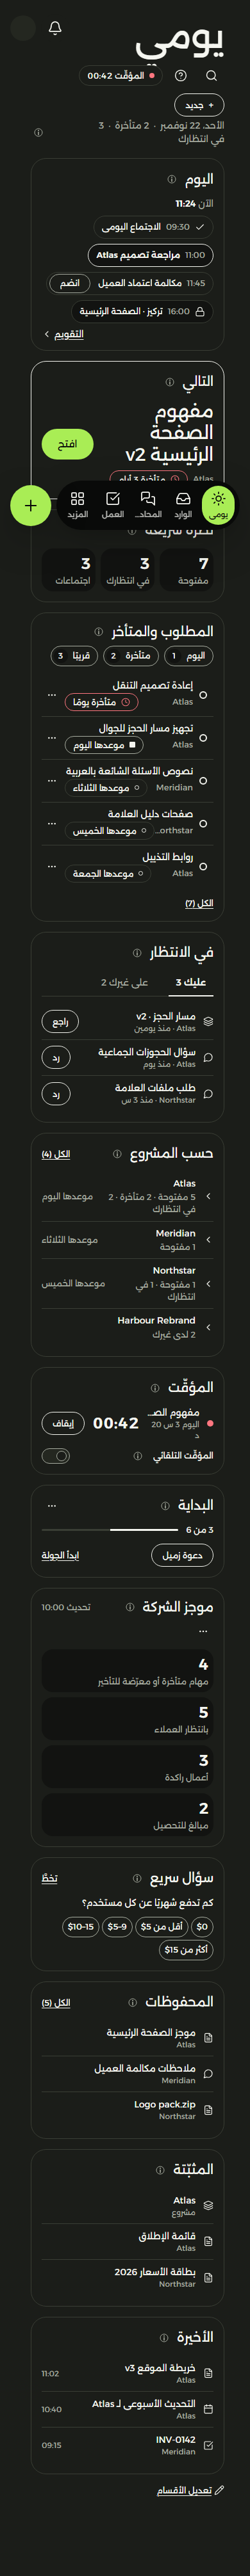 يومي
المؤقّت 00:42
+ جديد
الأحد، 22 نوفمبر · 2 متأخرة · 3
في انتظارك
اليوم
الآن 11:24
09:30 الاجتماع اليومي
11:00 مراجعة تصميم Atlas
11:45 مكالمة اعتماد العميل
انضم
16:00 تركيز · الصفحة الرئيسية
التقويم
التالي
مفهوم
الصفحة
الرئيسية v2
افتح
Atlas
متأخرة 3 أيام
يومي
الوارد
المحاد...
العمل
المزيد
نظرة سريعة
7
مفتوحة
3
في انتظارك
3
اجتماعات
المطلوب والمتأخر
اليوم 1
متأخرة 2
قريبًا 3
إعادة تصميم التنقل
Atlas
متأخرة يومًا
تجهيز مسار الحجز للجوال
Atlas
موعدها اليوم
نصوص الأسئلة الشائعة بالعربية
Meridian
موعدها الثلاثاء
صفحات دليل العلامة
...orthstar
موعدها الخميس
روابط التذييل
Atlas
موعدها الجمعة
الكل (7)
في الانتظار
عليك 3
على غيرك 2
مسار الحجز · v2
Atlas · منذ يومين
راجع
سؤال الحجوزات الجماعية
Atlas · منذ يوم
رد
طلب ملفات العلامة
Northstar · منذ 3 س
رد
حسب المشروع
الكل (4)
Atlas
5 مفتوحة · 2 متأخرة · 2
في انتظارك
موعدها اليوم
Meridian
1 مفتوحة
موعدها الثلاثاء
Northstar
1 مفتوحة · 1 في
انتظارك
موعدها الخميس
Harbour Rebrand
2 لدى غيرك
المؤقّت
مفهوم الصـ...
اليوم 3 س 20
د
00:42
إيقاف
المؤقّت التلقائي
البداية
3 من 6
دعوة زميل
ابدأ الجولة
موجز الشركة
تحديث 10:00
4
مهام متأخرة أو معرّضة للتأخير
5
بانتظار العملاء
3
أعمال راكدة
2
مبالغ للتحصيل
سؤال سريع
تخطَّ
كم تدفع شهريًا عن كل مستخدم؟
$0
أقل من 5$
$5–9
$10–15
أكثر من 15$
المحفوظات
الكل (5)
موجز الصفحة الرئيسية
Atlas
ملاحظات مكالمة العميل
Meridian
Logo pack.zip
Northstar
المثبّتة
Atlas
مشروع
قائمة الإطلاق
Atlas
بطاقة الأسعار 2026
Northstar
الأخيرة
خريطة الموقع v3
Atlas
11:02
التحديث الأسبوعي لـ Atlas
Atlas
10:40
INV-0142
Meridian
09:15
تعديل الأقسام